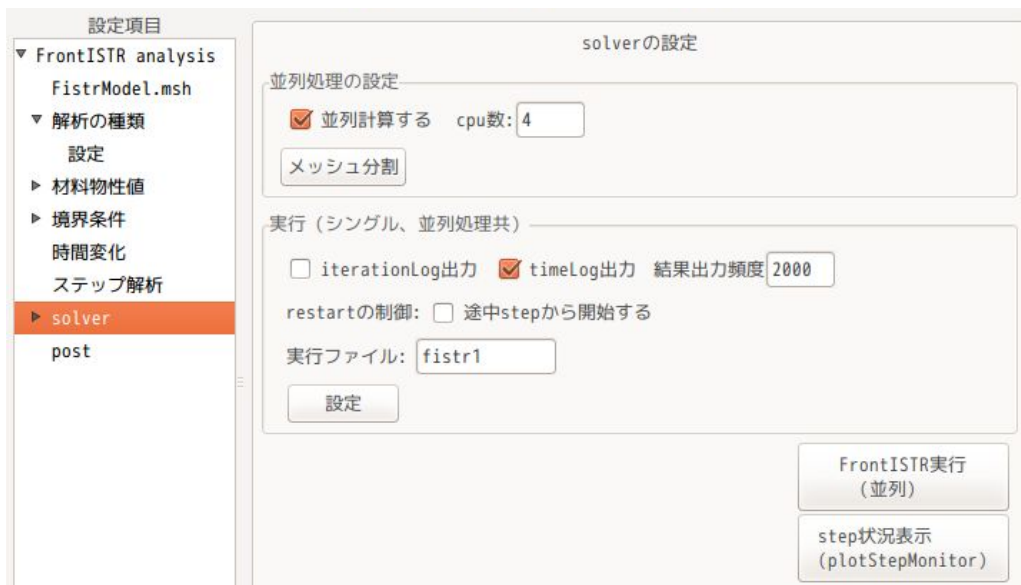 設定項目
FrontISTR analysis
FistrModel.msh
解析の種類
設定
材料物性値
境界条件
時間変化
ステップ解析
solver
post
solverの設定
並列処理の設定
並列計算する cpu数: 4
メッシュ分割
実行（シングル、並列処理共）
iterationLog出力 timeLog出力 結果出力頻度 2000
restartの制御: 途中stepから開始する
実行ファイル: fistr1
設定
FrontISTR実行
(並列)
step状況表示
(plotStepMonitor)